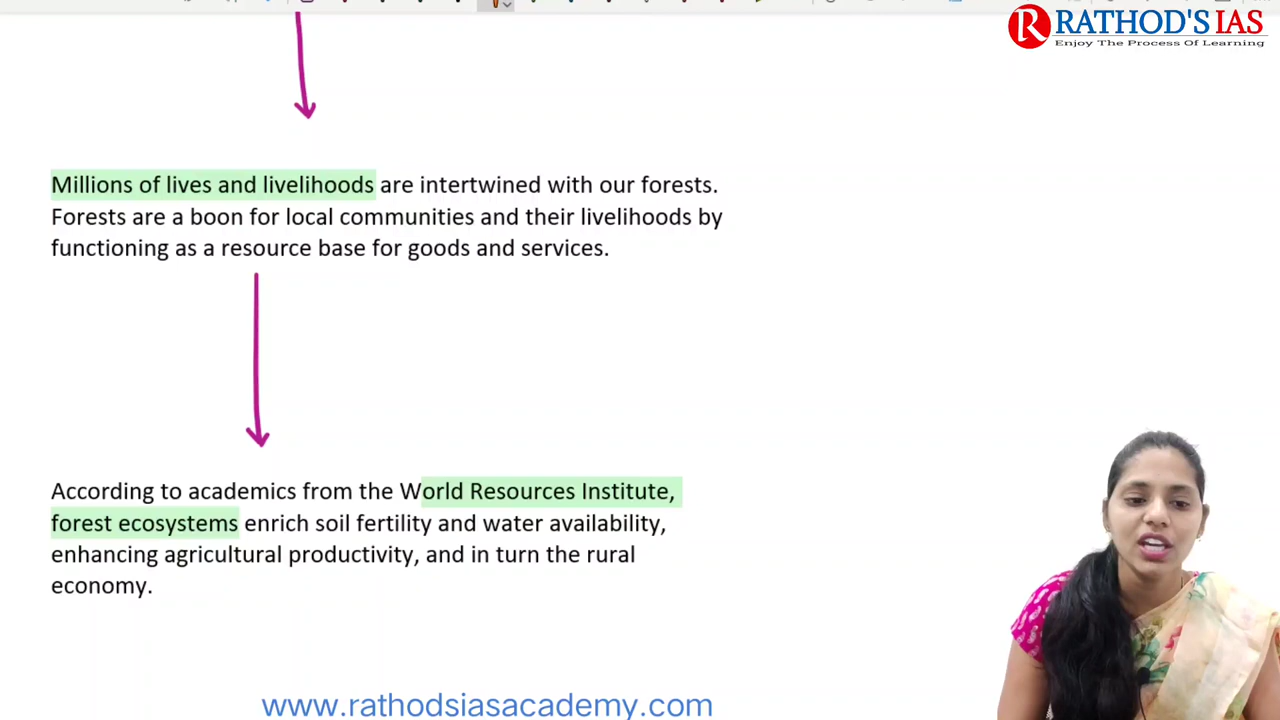 RATHOD'S IAS
Enjoy The Process Of Learning
Millions of lives and livelihoods are intertwined with our forests.
Forests are a boon for local communities and their livelihoods by
functioning as a resource base for goods and services.
According to academics from the World Resources Institute,
forest ecosystems enrich soil fertility and water availability,
enhancing agricultural productivity, and in turn the rural
economy.
www.rathodsiasacademy.com